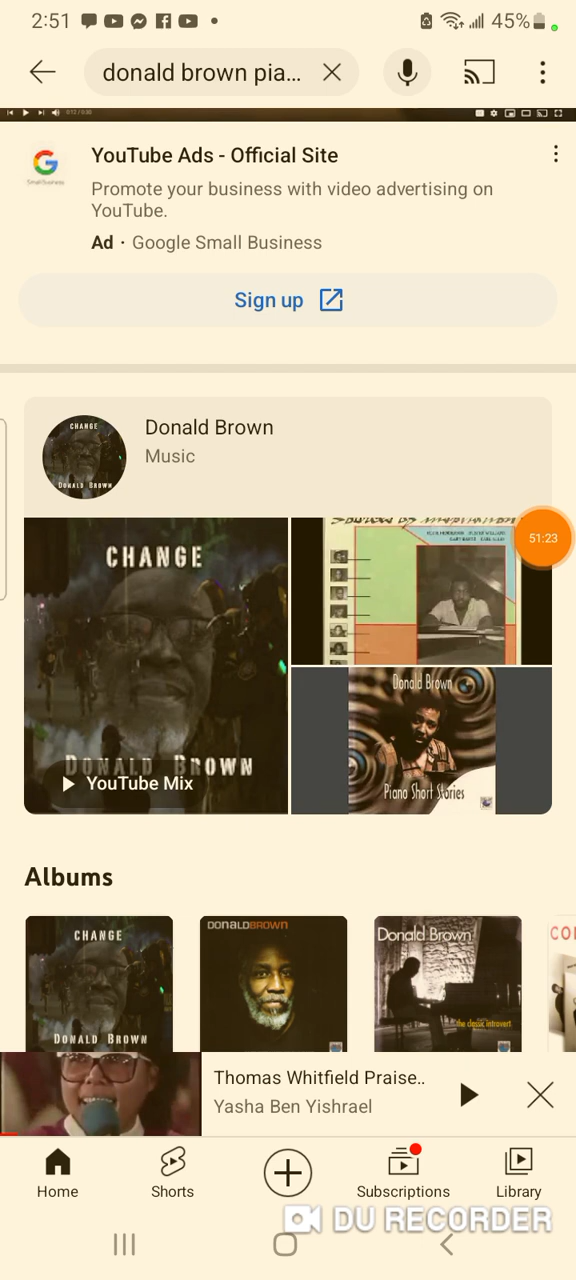 2:51
45%
donald brown pia...
YouTube Ads - Official Site
Promote your business with video advertising on
YouTube.
Ad · Google Small Business
Sign up
CHANGE
DONALD BROWN
Donald Brown
Music
51:23
CHANGE
DONALD BROWN
YouTube Mix
Donald Brown
Piano Short Stories
Albums
CHANGE
DONALD BROWN
DONALDBROWN
Donald Brown
the classic introvert
Thomas Whitfield Praise..
Yasha Ben Yishrael
Home
Shorts
Subscriptions
Library
DU RECORDER